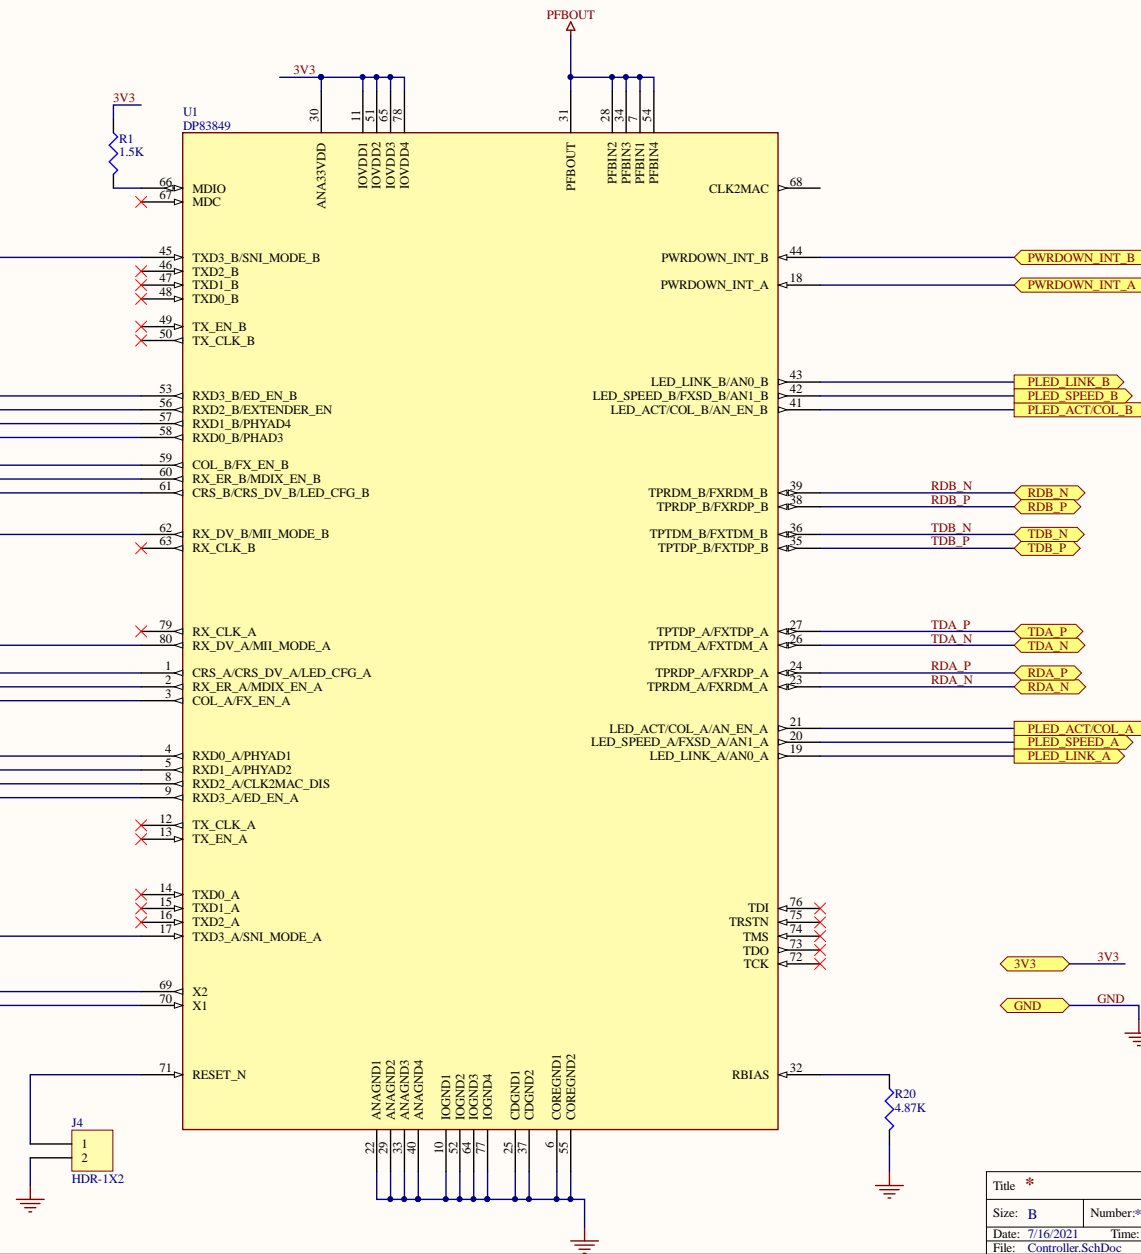 PFBOUT
3V3
3V3
U1
DP83849
R1
1.5K
30
11
51
65
78
31
28
34
7
54
ANA33VDD
IOVDD1
IOVDD2
IOVDD3
IOVDD4
PFBOUT
PFBIN2
PFBIN3
PFBIN1
PFBIN4
66 MDIO
67 MDC
CLK2MAC 68
45 TXD3_B/SNI_MODE_B
46 TXD2_B
47 TXD1_B
48 TXD0_B
PWRDOWN_INT_B 44 PWRDOWN_INT_B
PWRDOWN_INT_A 18 PWRDOWN_INT_A
49 TX_EN_B
50 TX_CLK_B
LED_LINK_B/AN0_B 43 PLED_LINK_B
LED_SPEED_B/FXSD_B/AN1_B 42 PLED_SPEED_B
LED_ACT/COL_B/AN_EN_B 41 PLED_ACT/COL_B
53 RXD3_B/ED_EN_B
56 RXD2_B/EXTENDER_EN
57 RXD1_B/PHYAD4
58 RXD0_B/PHAD3
59 COL_B/FX_EN_B
60 RX_ER_B/MDIX_EN_B
61 CRS_B/CRS_DV_B/LED_CFG_B
TPRDM_B/FXRDM_B 39 RDB_N RDB_N
TPRDP_B/FXRDP_B 38 RDB_P RDB_P
62 RX_DV_B/MII_MODE_B
63 RX_CLK_B
TPTDM_B/FXTDM_B 36 TDB_N TDB_N
TPTDP_B/FXTDP_B 35 TDB_P TDB_P
79 RX_CLK_A
80 RX_DV_A/MII_MODE_A
TPTDP_A/FXTDP_A 27 TDA_P TDA_P
TPTDM_A/FXTDM_A 26 TDA_N TDA_N
1 CRS_A/CRS_DV_A/LED_CFG_A
2 RX_ER_A/MDIX_EN_A
3 COL_A/FX_EN_A
TPRDP_A/FXRDP_A 24 RDA_P RDA_P
TPRDM_A/FXRDM_A 23 RDA_N RDA_N
LED_ACT/COL_A/AN_EN_A 21 PLED_ACT/COL_A
LED_SPEED_A/FXSD_A/AN1_A 20 PLED_SPEED_A
LED_LINK_A/AN0_A 19 PLED_LINK_A
4 RXD0_A/PHYAD1
5 RXD1_A/PHYAD2
8 RXD2_A/CLK2MAC_DIS
9 RXD3_A/ED_EN_A
12 TX_CLK_A
13 TX_EN_A
14 TXD0_A
15 TXD1_A
16 TXD2_A
17 TXD3_A/SNI_MODE_A
TDI 76
TRSTN 75
TMS 74
TDO 73
TCK 72
3V3 3V3
69 X2
70 X1
GND GND
71 RESET_N
RBIAS 32
R20
4.87K
ANAGND1
ANAGND2
ANAGND3
ANAGND4
IOGND1
IOGND2
IOGND3
IOGND4
CDGND1
CDGND2
COREGND1
COREGND2
22
29
33
40
10
52
64
77
25
37
6
55
J4
1
2
HDR-1X2
Title *
Size: B Number:*
Date: 7/16/2021 Time:
File: Controller.SchDoc